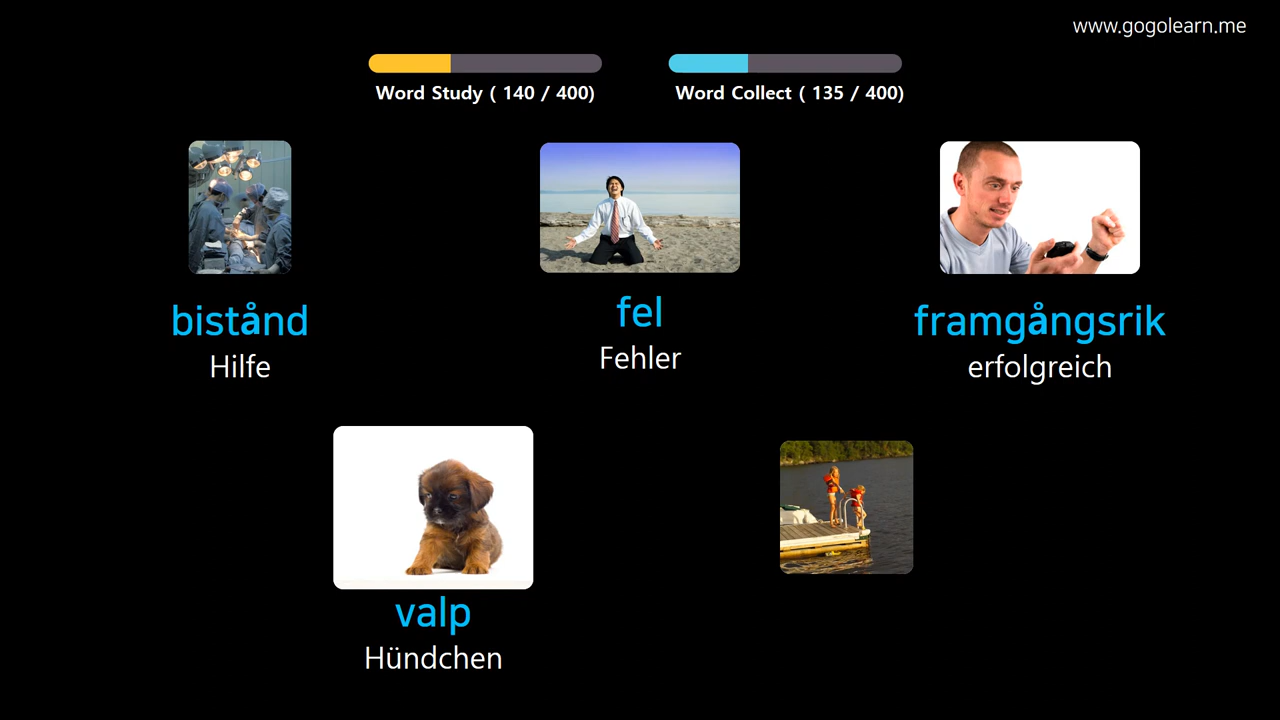 www.gogolearn.me
Word Study ( 140 / 400)
Word Collect ( 135 / 400)
bistånd
Hilfe
fel
Fehler
framgångsrik
erfolgreich
valp
Hündchen